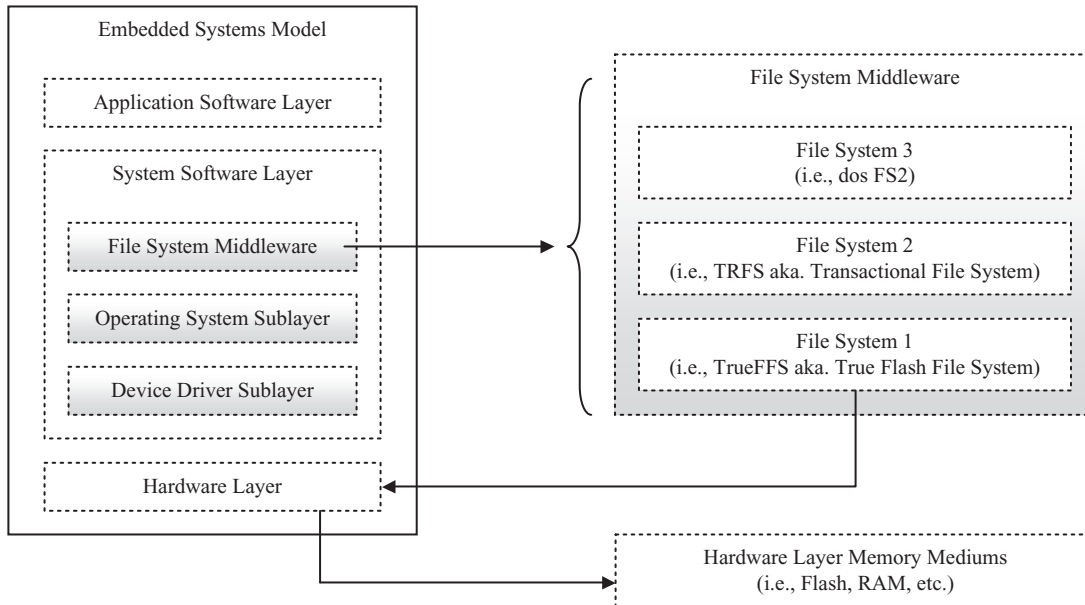 Embedded Systems Model
Application Software Layer
System Software Layer
File System Middleware
Operating System Sublayer
Device Driver Sublayer
Hardware Layer
File System Middleware
File System 3
(i.e., dos FS2)
File System 2
(i.e., TRFS aka. Transactional File System)
File System 1
(i.e., TrueFFS aka. True Flash File System)
Hardware Layer Memory Mediums
(i.e., Flash, RAM, etc.)